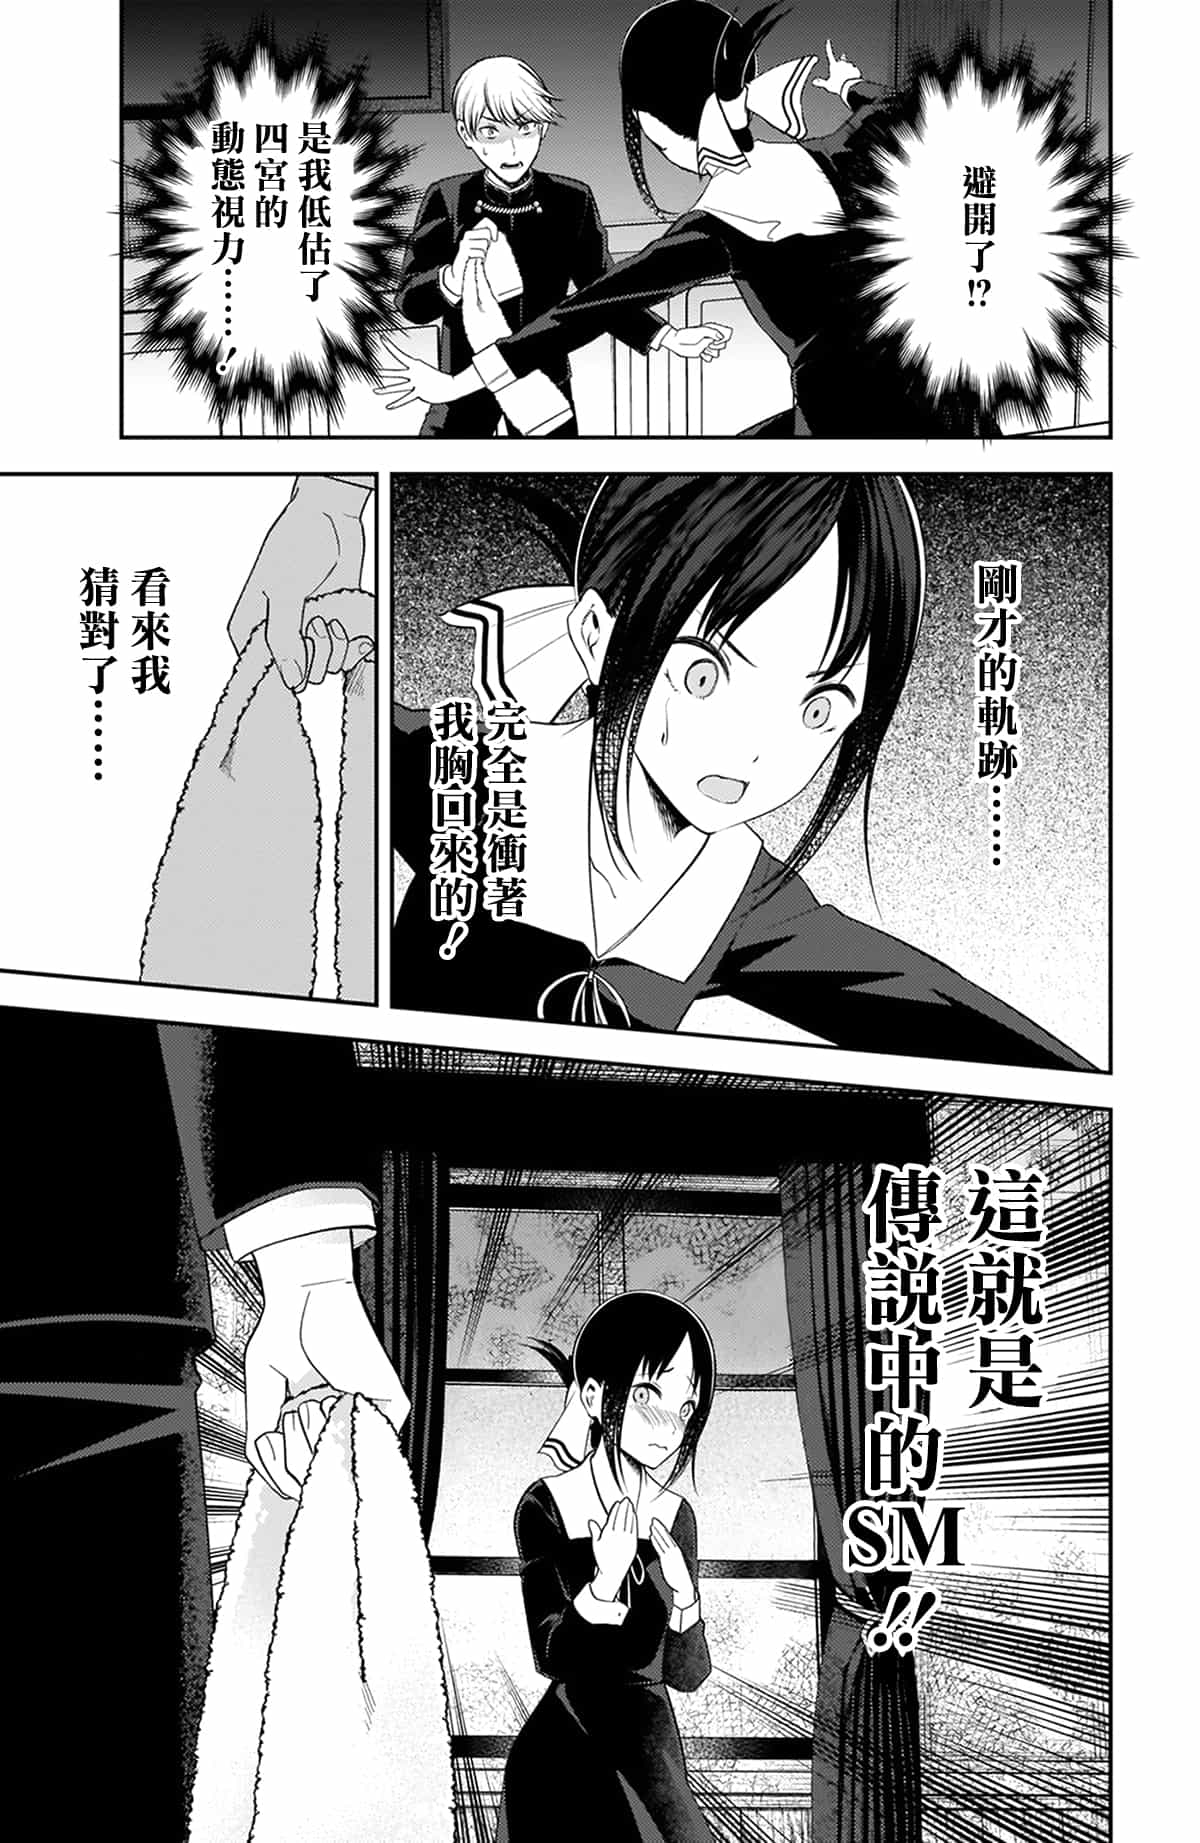 避開了!?
是我低估了
四宮的
動態視力……！
剛才的軌跡……
完全是衝著
我胸口來的！
看來我
猜對了……
這就是
傳說中的
SM!!